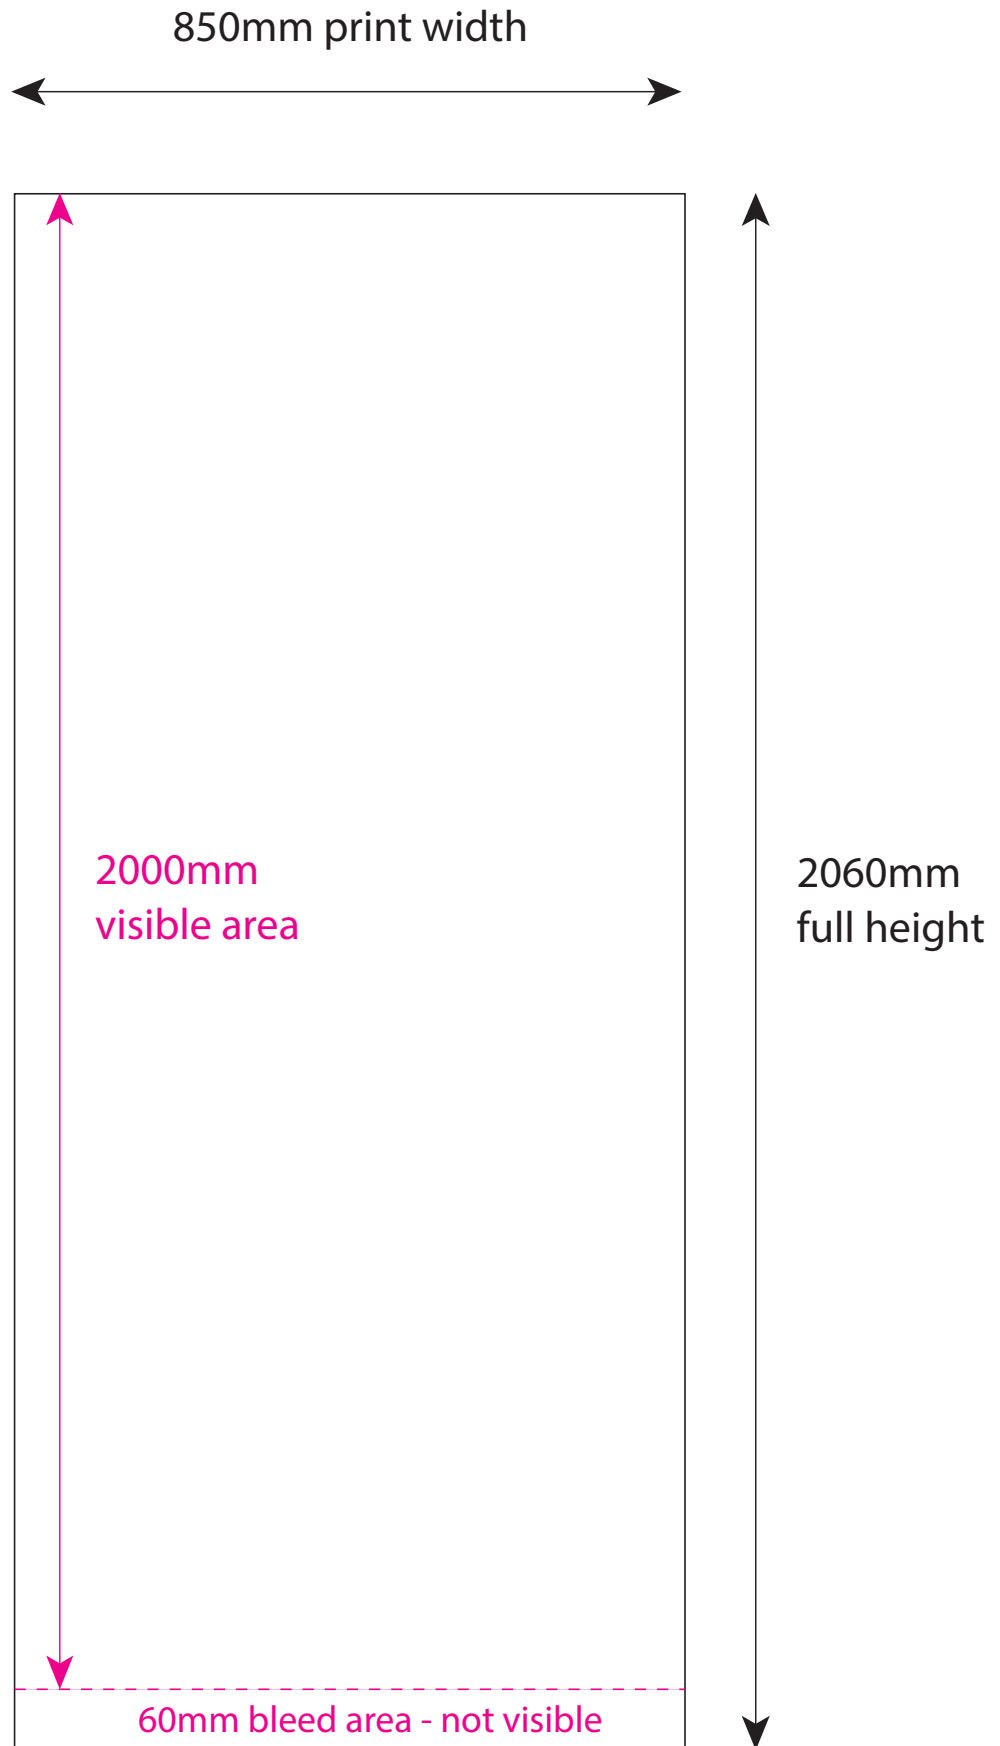 850mm print width
2000mm
visible area
2060mm
full height
60mm bleed area - not visible